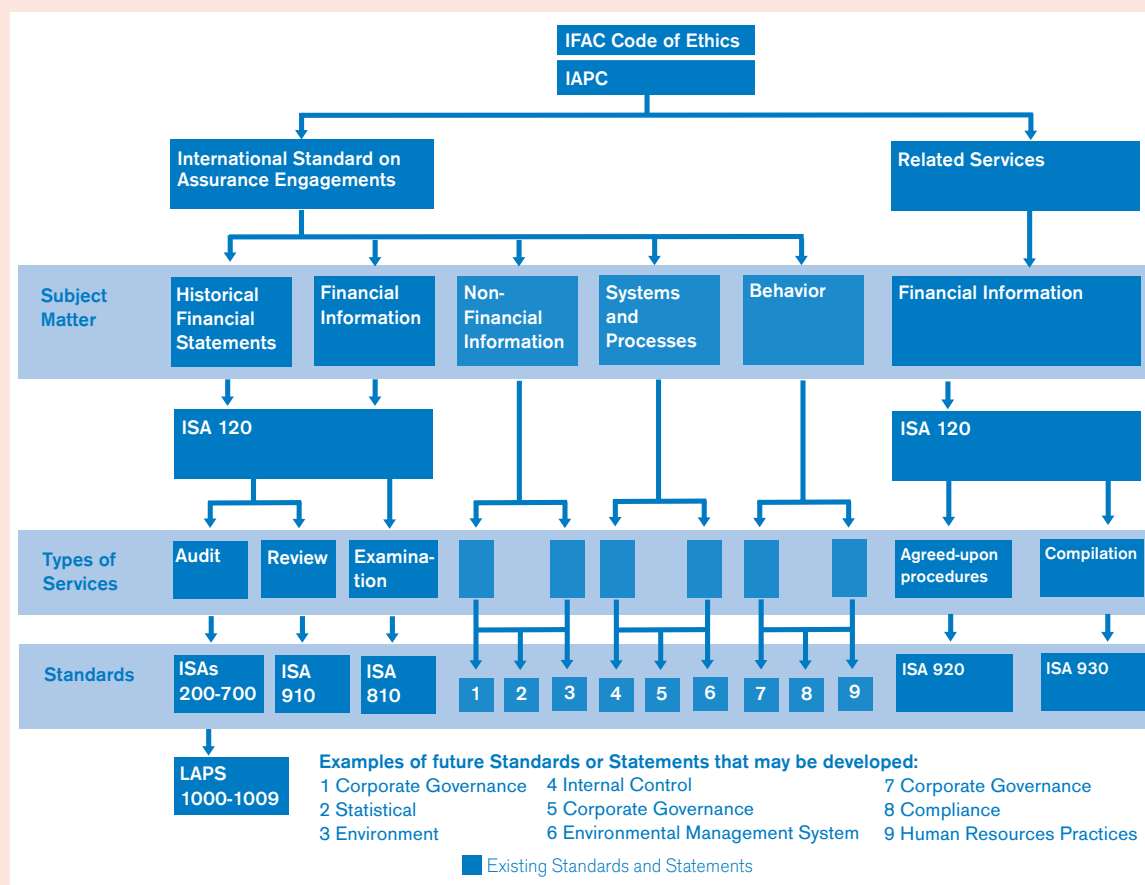 IFAC Code of Ethics
IAPC
International Standard on
Assurance Engagements
Related Services
Subject
Matter
Historical
Financial
Statements
Financial
Information
Non-
Financial
Information
Systems
and
Processes
Behavior
Financial Information
ISA 120
ISA 120
Types of
Services
Audit
Review
Examina-
tion
Agreed-upon
procedures
Compilation
Standards
ISAs
200-700
ISA
910
ISA
810
1
2
3
4
5
6
7
8
9
ISA 920
ISA 930
LAPS
1000-1009
Examples of future Standards or Statements that may be developed:
1 Corporate Governance
2 Statistical
3 Environment
4 Internal Control
5 Corporate Governance
6 Environmental Management System
7 Corporate Governance
8 Compliance
9 Human Resources Practices
Existing Standards and Statements